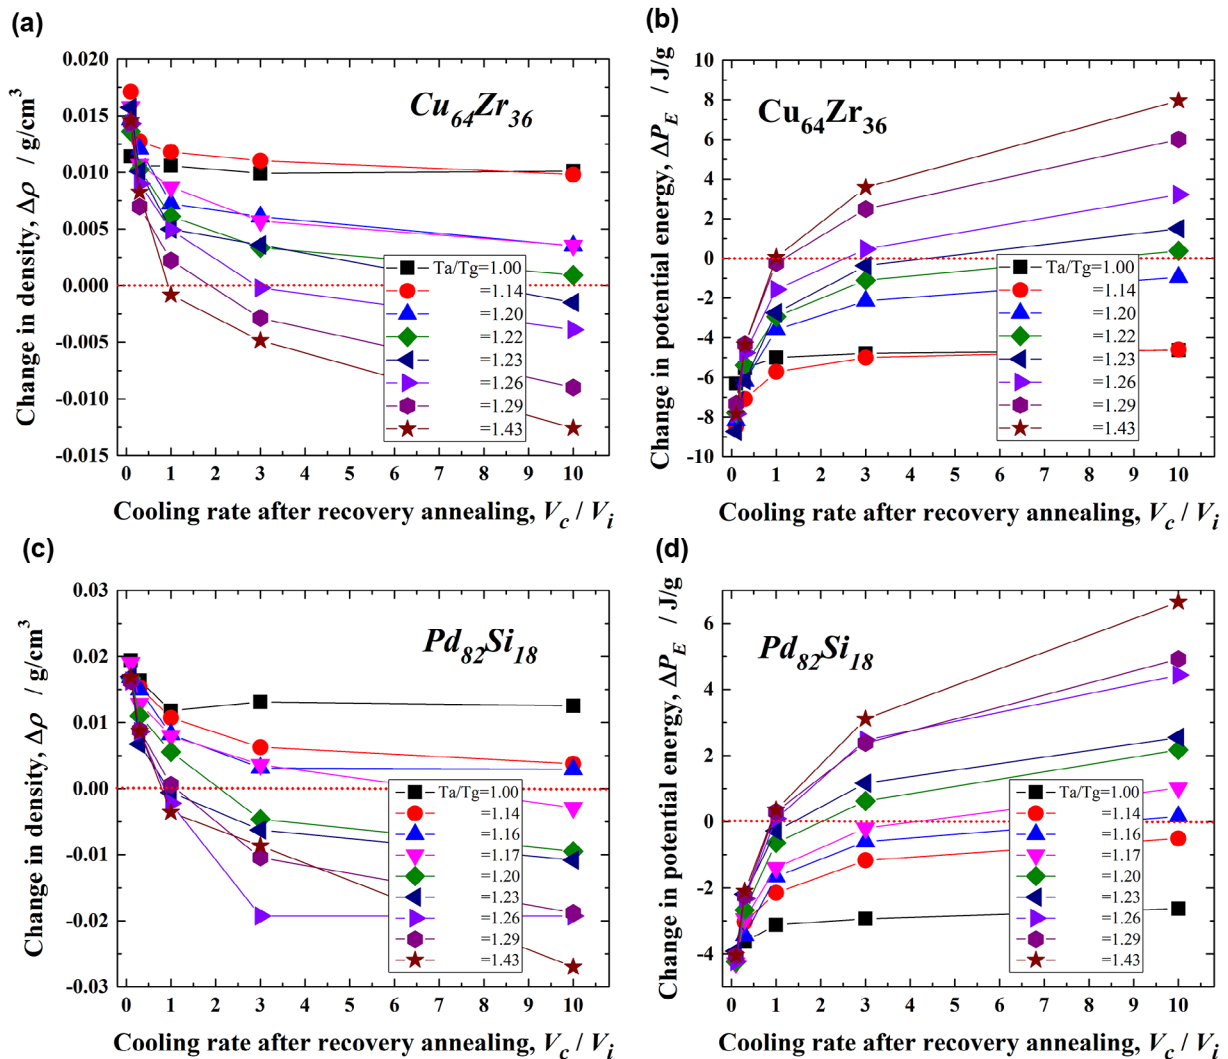 (a)
Change in density, Δρ / g/cm³
0.020
0.015
0.010
0.005
0.000
-0.005
-0.010
-0.015
Cu₆₄Zr₃₆
Ta/Tg=1.00
=1.14
=1.20
=1.22
=1.23
=1.26
=1.29
=1.43
0 1 2 3 4 5 6 7 8 9 10
Cooling rate after recovery annealing, V_c / V_i
(b)
Change in potential energy, ΔP_E / J/g
10
8
6
4
2
0
-2
-4
-6
-8
-10
Cu₆₄Zr₃₆
Ta/Tg=1.00
=1.14
=1.20
=1.22
=1.23
=1.26
=1.29
=1.43
0 1 2 3 4 5 6 7 8 9 10
Cooling rate after recovery annealing, V_c / V_i
(c)
Change in density, Δρ / g/cm³
0.03
0.02
0.01
0.00
-0.01
-0.02
-0.03
Pd₈₂Si₁₈
Ta/Tg=1.00
=1.14
=1.16
=1.17
=1.20
=1.23
=1.26
=1.29
=1.43
0 1 2 3 4 5 6 7 8 9 10
Cooling rate after recovery annealing, V_c / V_i
(d)
Change in potential energy, ΔP_E / J/g
6
4
2
0
-2
-4
Pd₈₂Si₁₈
Ta/Tg=1.00
=1.14
=1.16
=1.17
=1.20
=1.23
=1.26
=1.29
=1.43
0 1 2 3 4 5 6 7 8 9 10
Cooling rate after recovery annealing, V_c / V_i